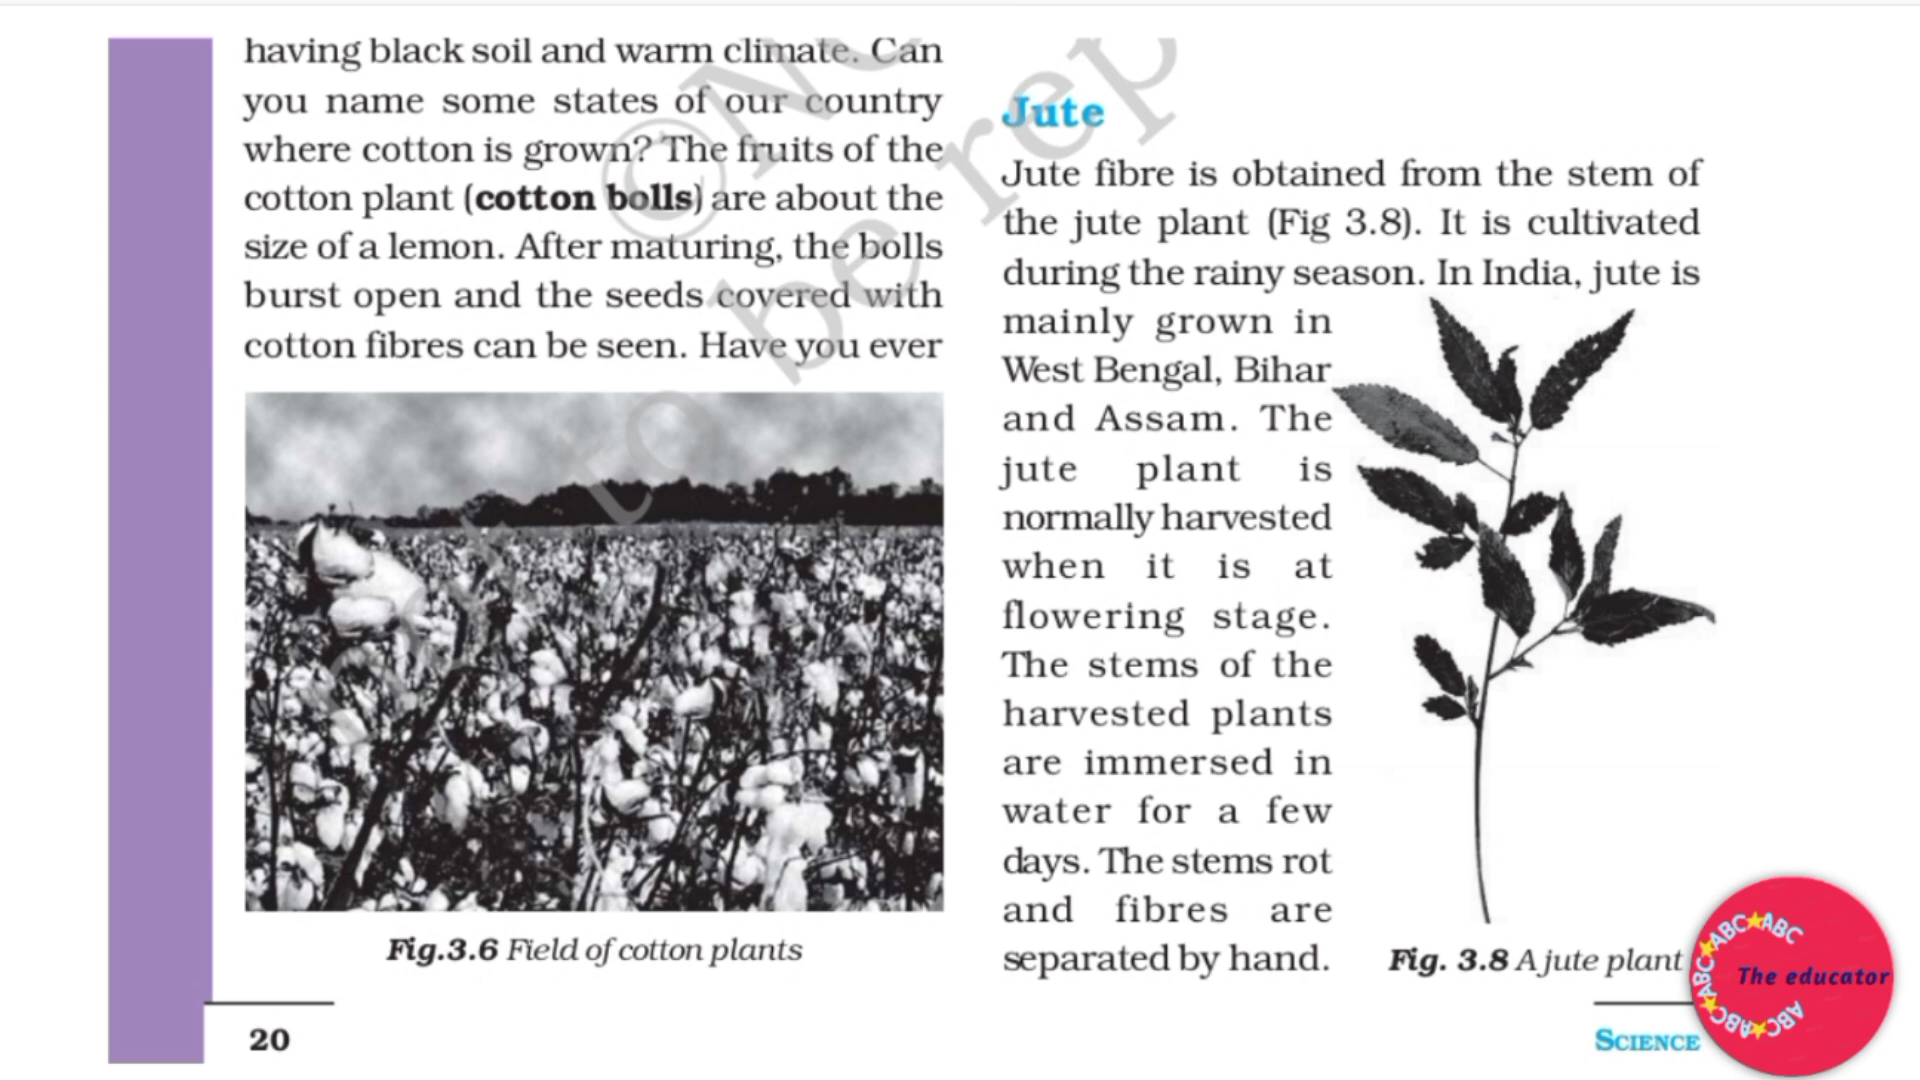 having black soil and warm climate. Can
you name some states of our country
where cotton is grown? The fruits of the
cotton plant (cotton bolls) are about the
size of a lemon. After maturing, the bolls
burst open and the seeds covered with
cotton fibres can be seen. Have you ever
Fig.3.6 Field of cotton plants
20
Jute
Jute fibre is obtained from the stem of
the jute plant (Fig 3.8). It is cultivated
during the rainy season. In India, jute is
mainly grown in
West Bengal, Bihar
and Assam. The
jute plant is
normally harvested
when it is at
flowering stage.
The stems of the
harvested plants
are immersed in
water for a few
days. The stems rot
and fibres are
separated by hand.
Fig. 3.8 A jute plant
SCIENCE
ABC★ABC★ABC★ABC★ABC★ABC
The educator
©
to be rep